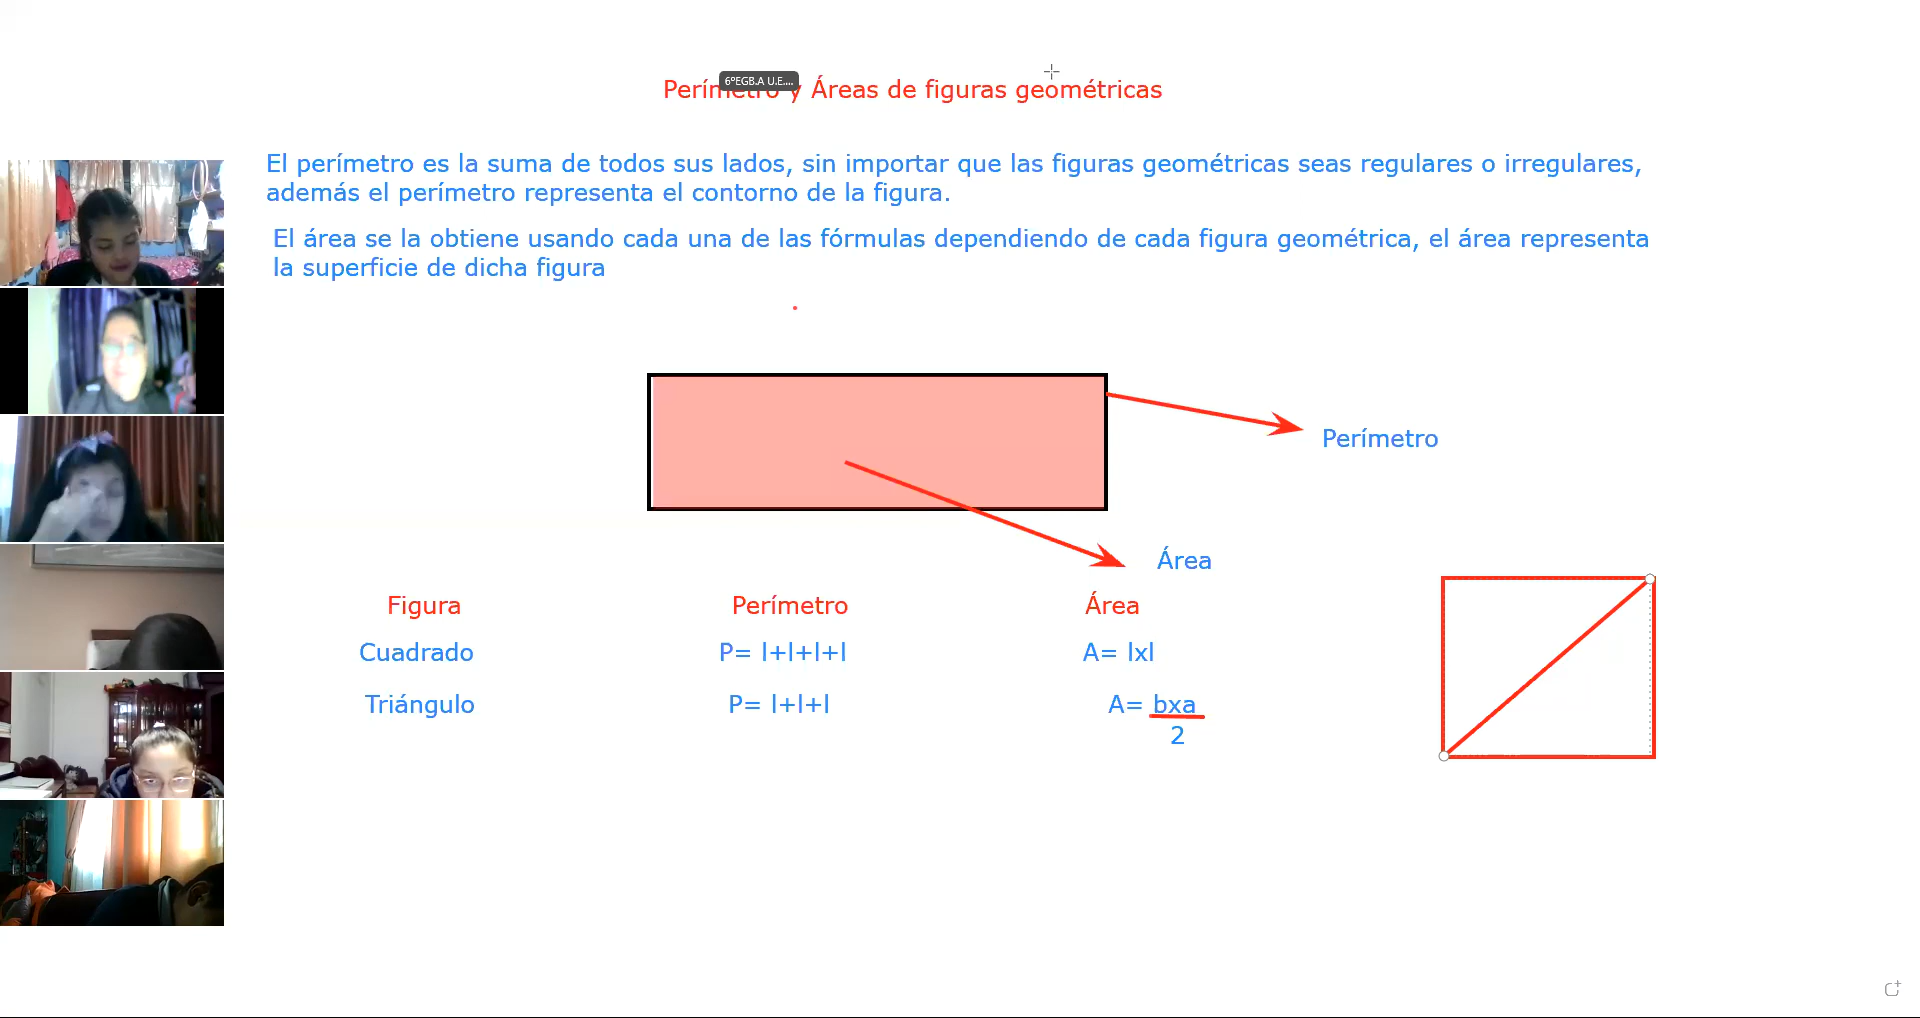 6ºEGB.A U.E....
Perímetro y Áreas de figuras geométricas
El perímetro es la suma de todos sus lados, sin importar que las figuras geométricas seas regulares o irregulares,
además el perímetro representa el contorno de la figura.
El área se la obtiene usando cada una de las fórmulas dependiendo de cada figura geométrica, el área representa
la superficie de dicha figura
Perímetro
Área
Figura Perímetro Área
Cuadrado P= l+l+l+l A= lxl
Triángulo P= l+l+l A= bxa
2